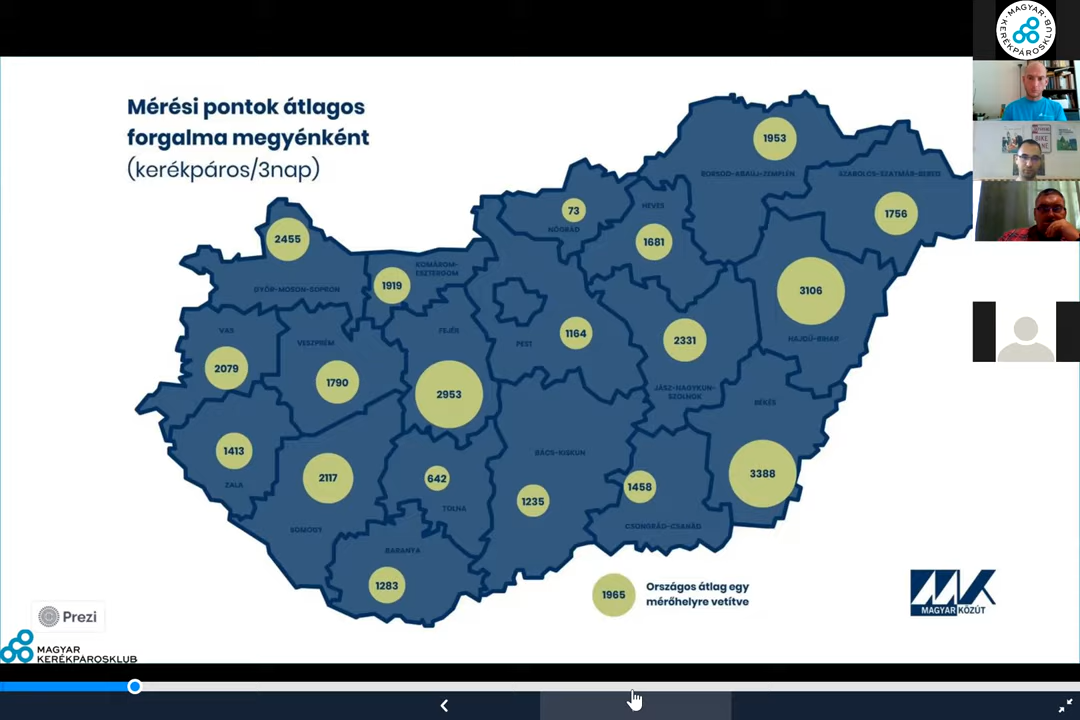 MAGYAR
KERÉKPÁROSKLUB
Mérési pontok átlagos
forgalma megyénként
(kerékpáros/3nap)
1953
BORSOD-ABAÚJ-ZEMPLÉN
SZABOLCS-SZATMÁR-BEREG
1756
73
NÓGRÁD
HEVES
1681
2455
GYŐR-MOSON-SOPRON
KOMÁROM-
ESZTERGOM
1919
3106
HAJDÚ-BIHAR
VAS
2079
VESZPRÉM
1790
FEJÉR
2953
PEST
1164
2331
JÁSZ-NAGYKUN-
SZOLNOK
BÉKÉS
3388
1413
ZALA
2117
SOMOGY
642
TOLNA
BÁCS-KISKUN
1235
1458
CSONGRÁD-CSANÁD
BARANYA
1283
1965
Országos átlag egy
mérőhelyre vetítve
MK
MAGYAR KÖZÚT
Prezi
MAGYAR
KERÉKPÁROSKLUB